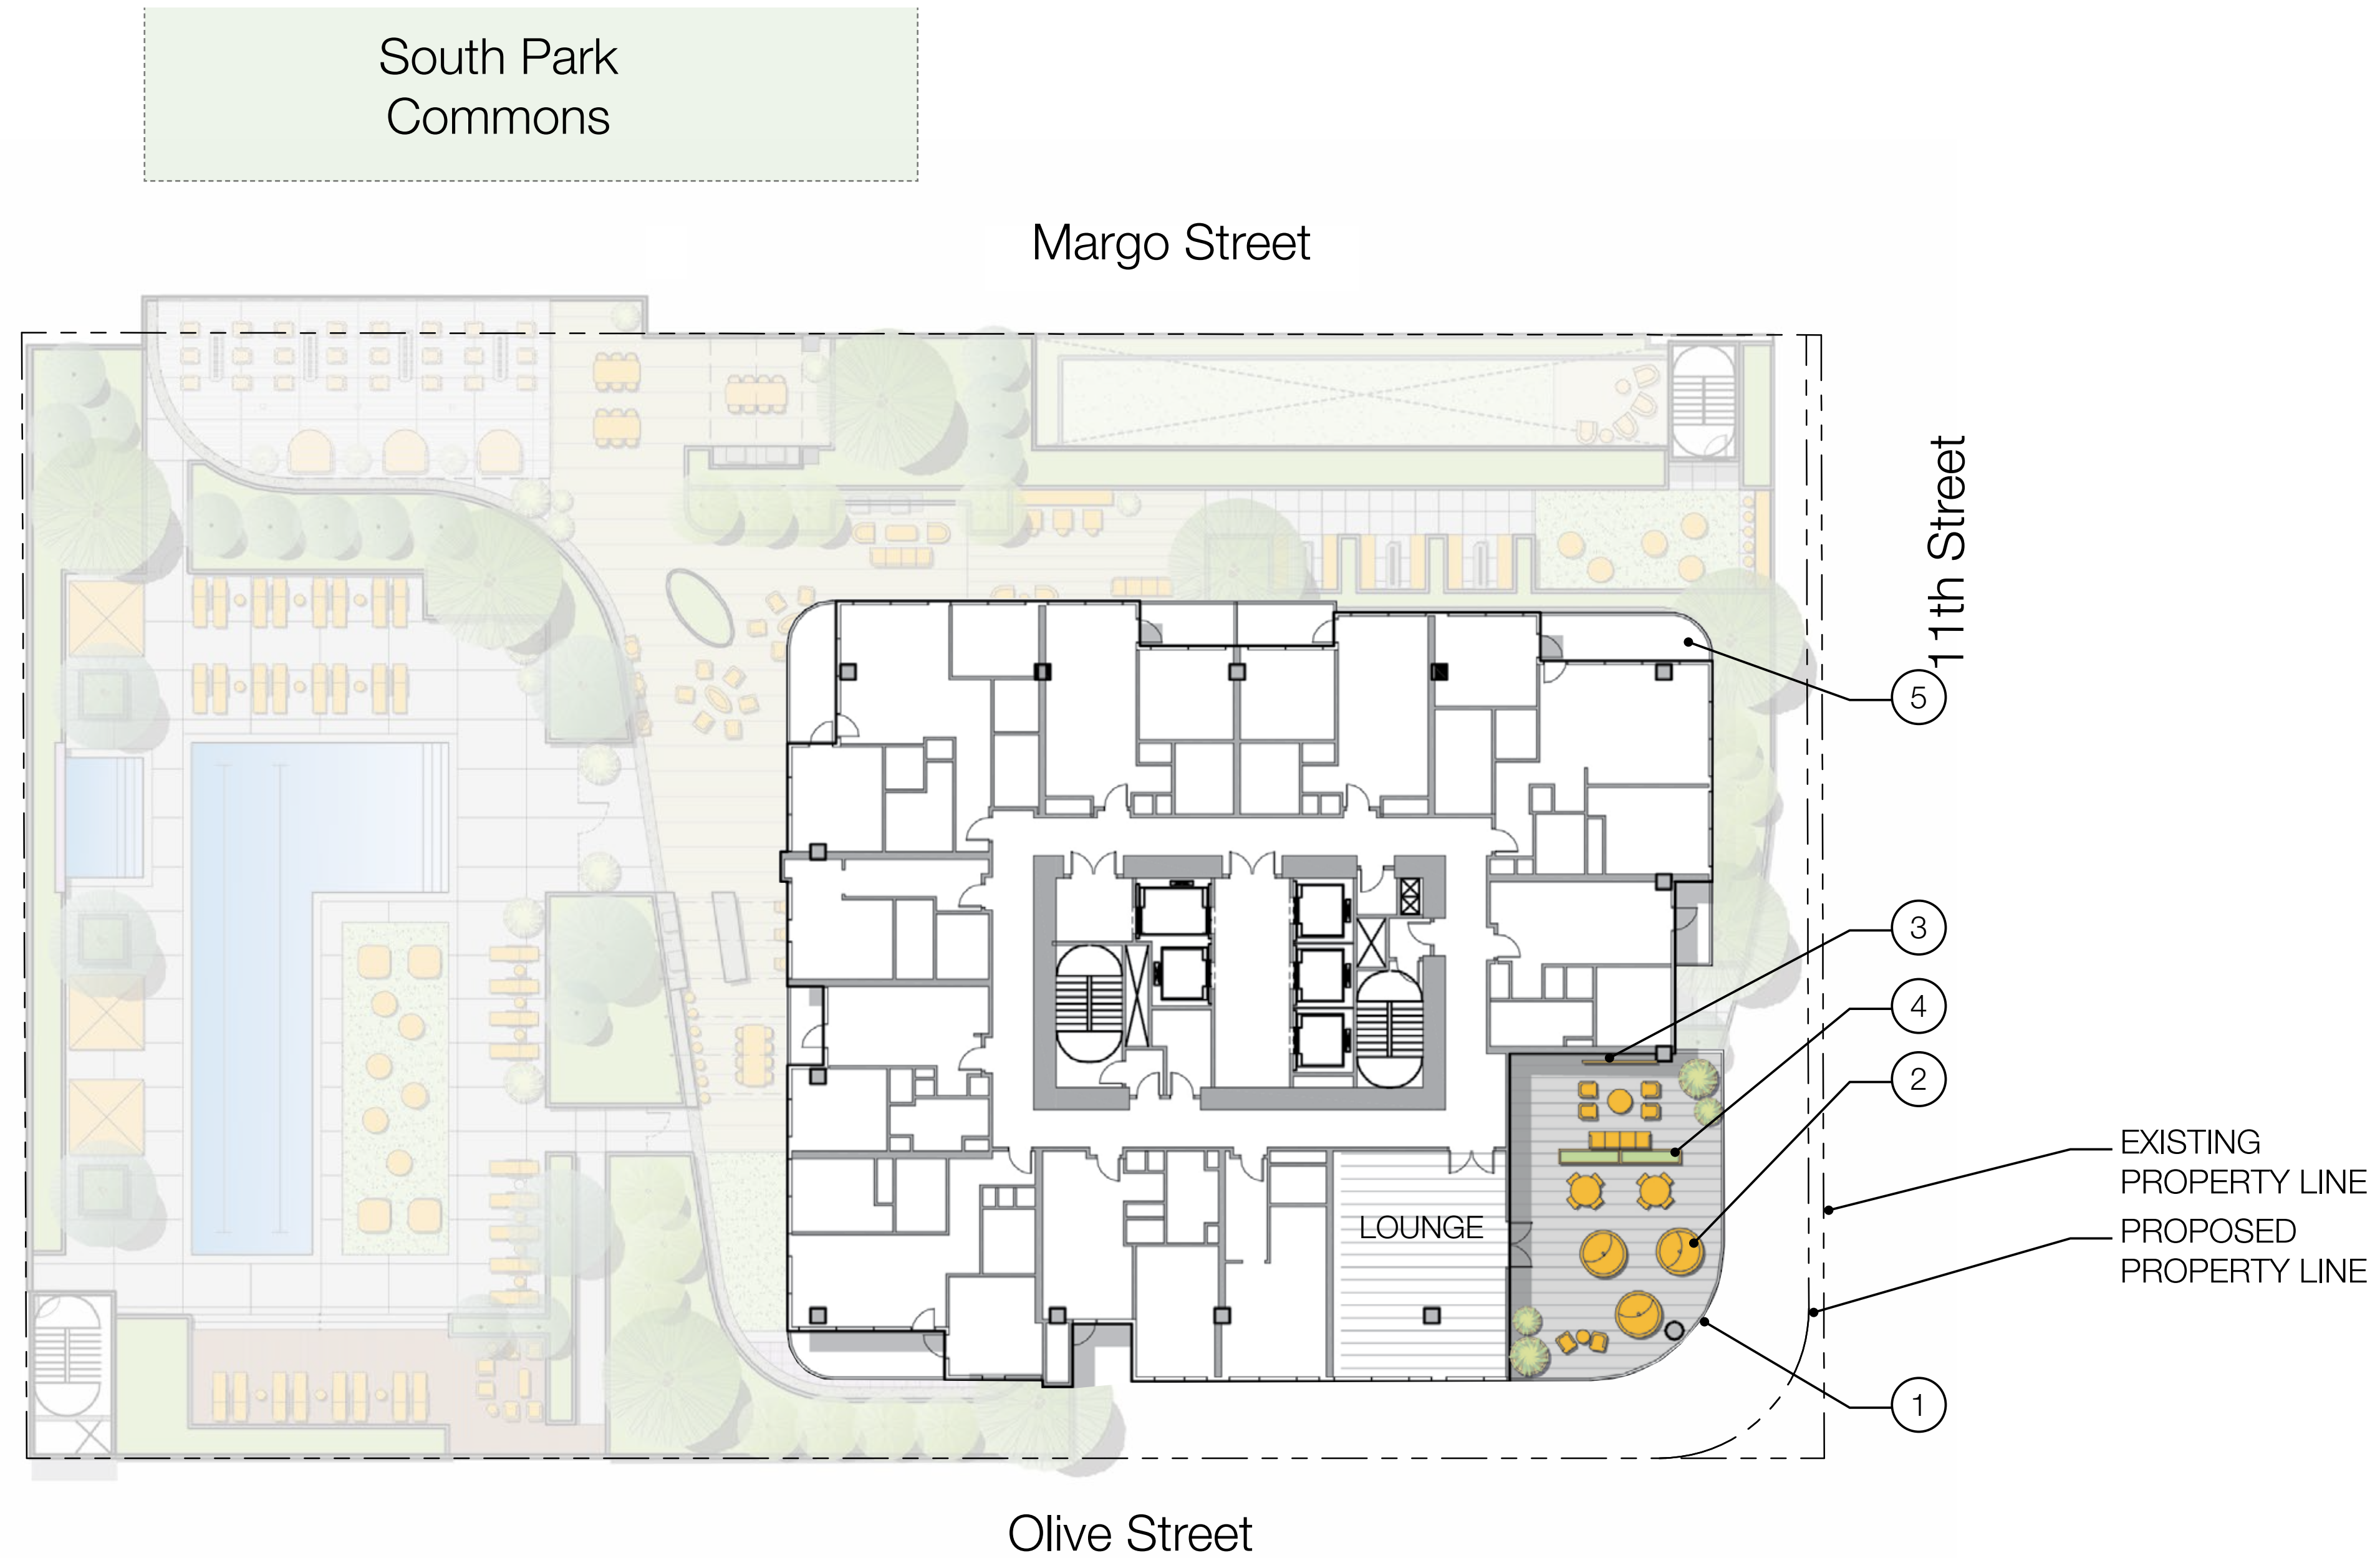 South Park
Commons
Margo Street
11th Street
5
3
4
2
EXISTING
PROPERTY LINE
LOUNGE
PROPOSED
PROPERTY LINE
1
Olive Street